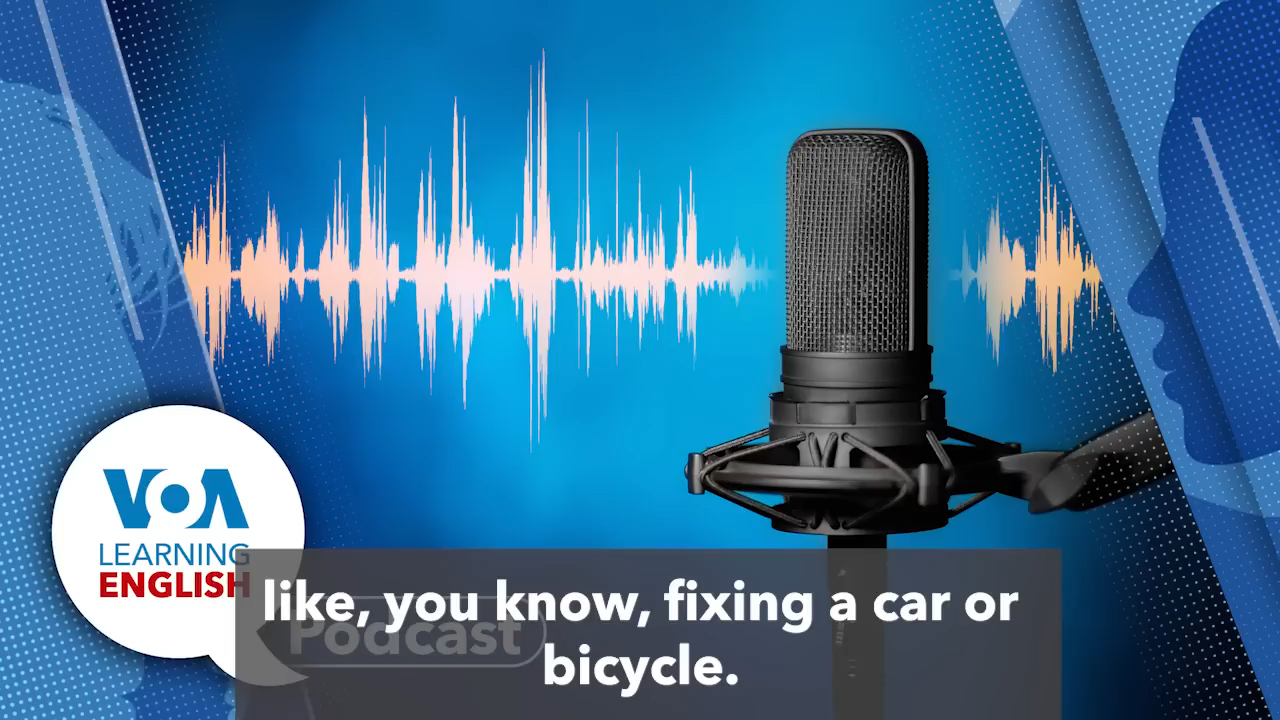 VOA
LEARNING
ENGLISH
Podcast
like, you know, fixing a car or
bicycle.